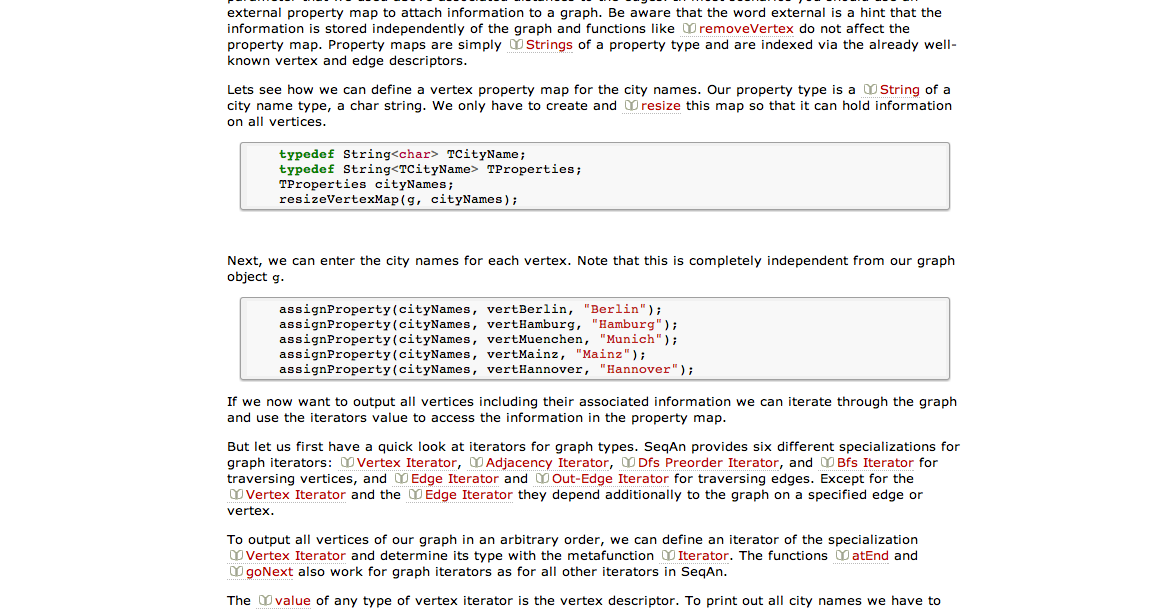 external property map to attach information to a graph. Be aware that the word external is a hint that the
information is stored independently of the graph and functions like removeVertex do not affect the
property map. Property maps are simply Strings of a property type and are indexed via the already well-
known vertex and edge descriptors.
Lets see how we can define a vertex property map for the city names. Our property type is a String of a
city name type, a char string. We only have to create and resize this map so that it can hold information
on all vertices.
typedef String<char> TCityName;
typedef String<TCityName> TProperties;
TProperties cityNames;
resizeVertexMap(g, cityNames);
Next, we can enter the city names for each vertex. Note that this is completely independent from our graph
object g.
assignProperty(cityNames, vertBerlin, "Berlin");
assignProperty(cityNames, vertHamburg, "Hamburg");
assignProperty(cityNames, vertMuenchen, "Munich");
assignProperty(cityNames, vertMainz, "Mainz");
assignProperty(cityNames, vertHannover, "Hannover");
If we now want to output all vertices including their associated information we can iterate through the graph
and use the iterators value to access the information in the property map.
But let us first have a quick look at iterators for graph types. SeqAn provides six different specializations for
graph iterators: Vertex Iterator, Adjacency Iterator, Dfs Preorder Iterator, and Bfs Iterator for
traversing vertices, and Edge Iterator and Out-Edge Iterator for traversing edges. Except for the
Vertex Iterator and the Edge Iterator they depend additionally to the graph on a specified edge or
vertex.
To output all vertices of our graph in an arbitrary order, we can define an iterator of the specialization
Vertex Iterator and determine its type with the metafunction Iterator. The functions atEnd and
goNext also work for graph iterators as for all other iterators in SeqAn.
The value of any type of vertex iterator is the vertex descriptor. To print out all city names we have to